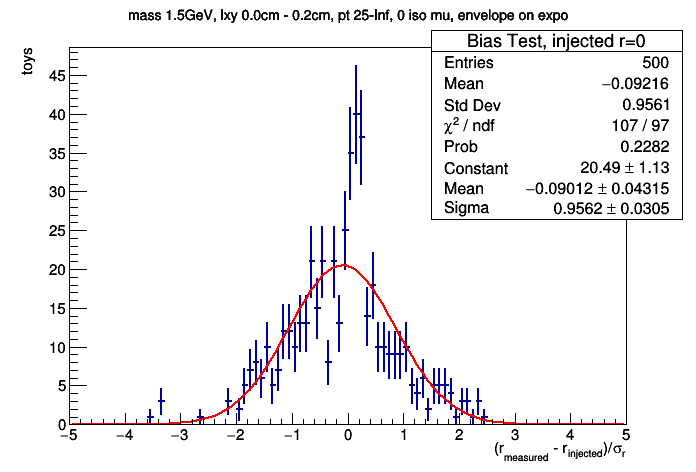 mass 1.5GeV, lxy 0.0cm - 0.2cm, pt 25-Inf, 0 iso mu, envelope on expo
toys
Bias Test, injected r=0
Entries 500
Mean −0.09216
Std Dev 0.9561
χ² / ndf 107 / 97
Prob 0.2282
Constant 20.49 ± 1.13
Mean −0.09012 ± 0.04315
Sigma 0.9562 ± 0.0305
45
40
35
30
25
20
15
10
5
0
−5 −4 −3 −2 −1 0 1 2 3 4 5
(r_measured - r_injected)/σ_r